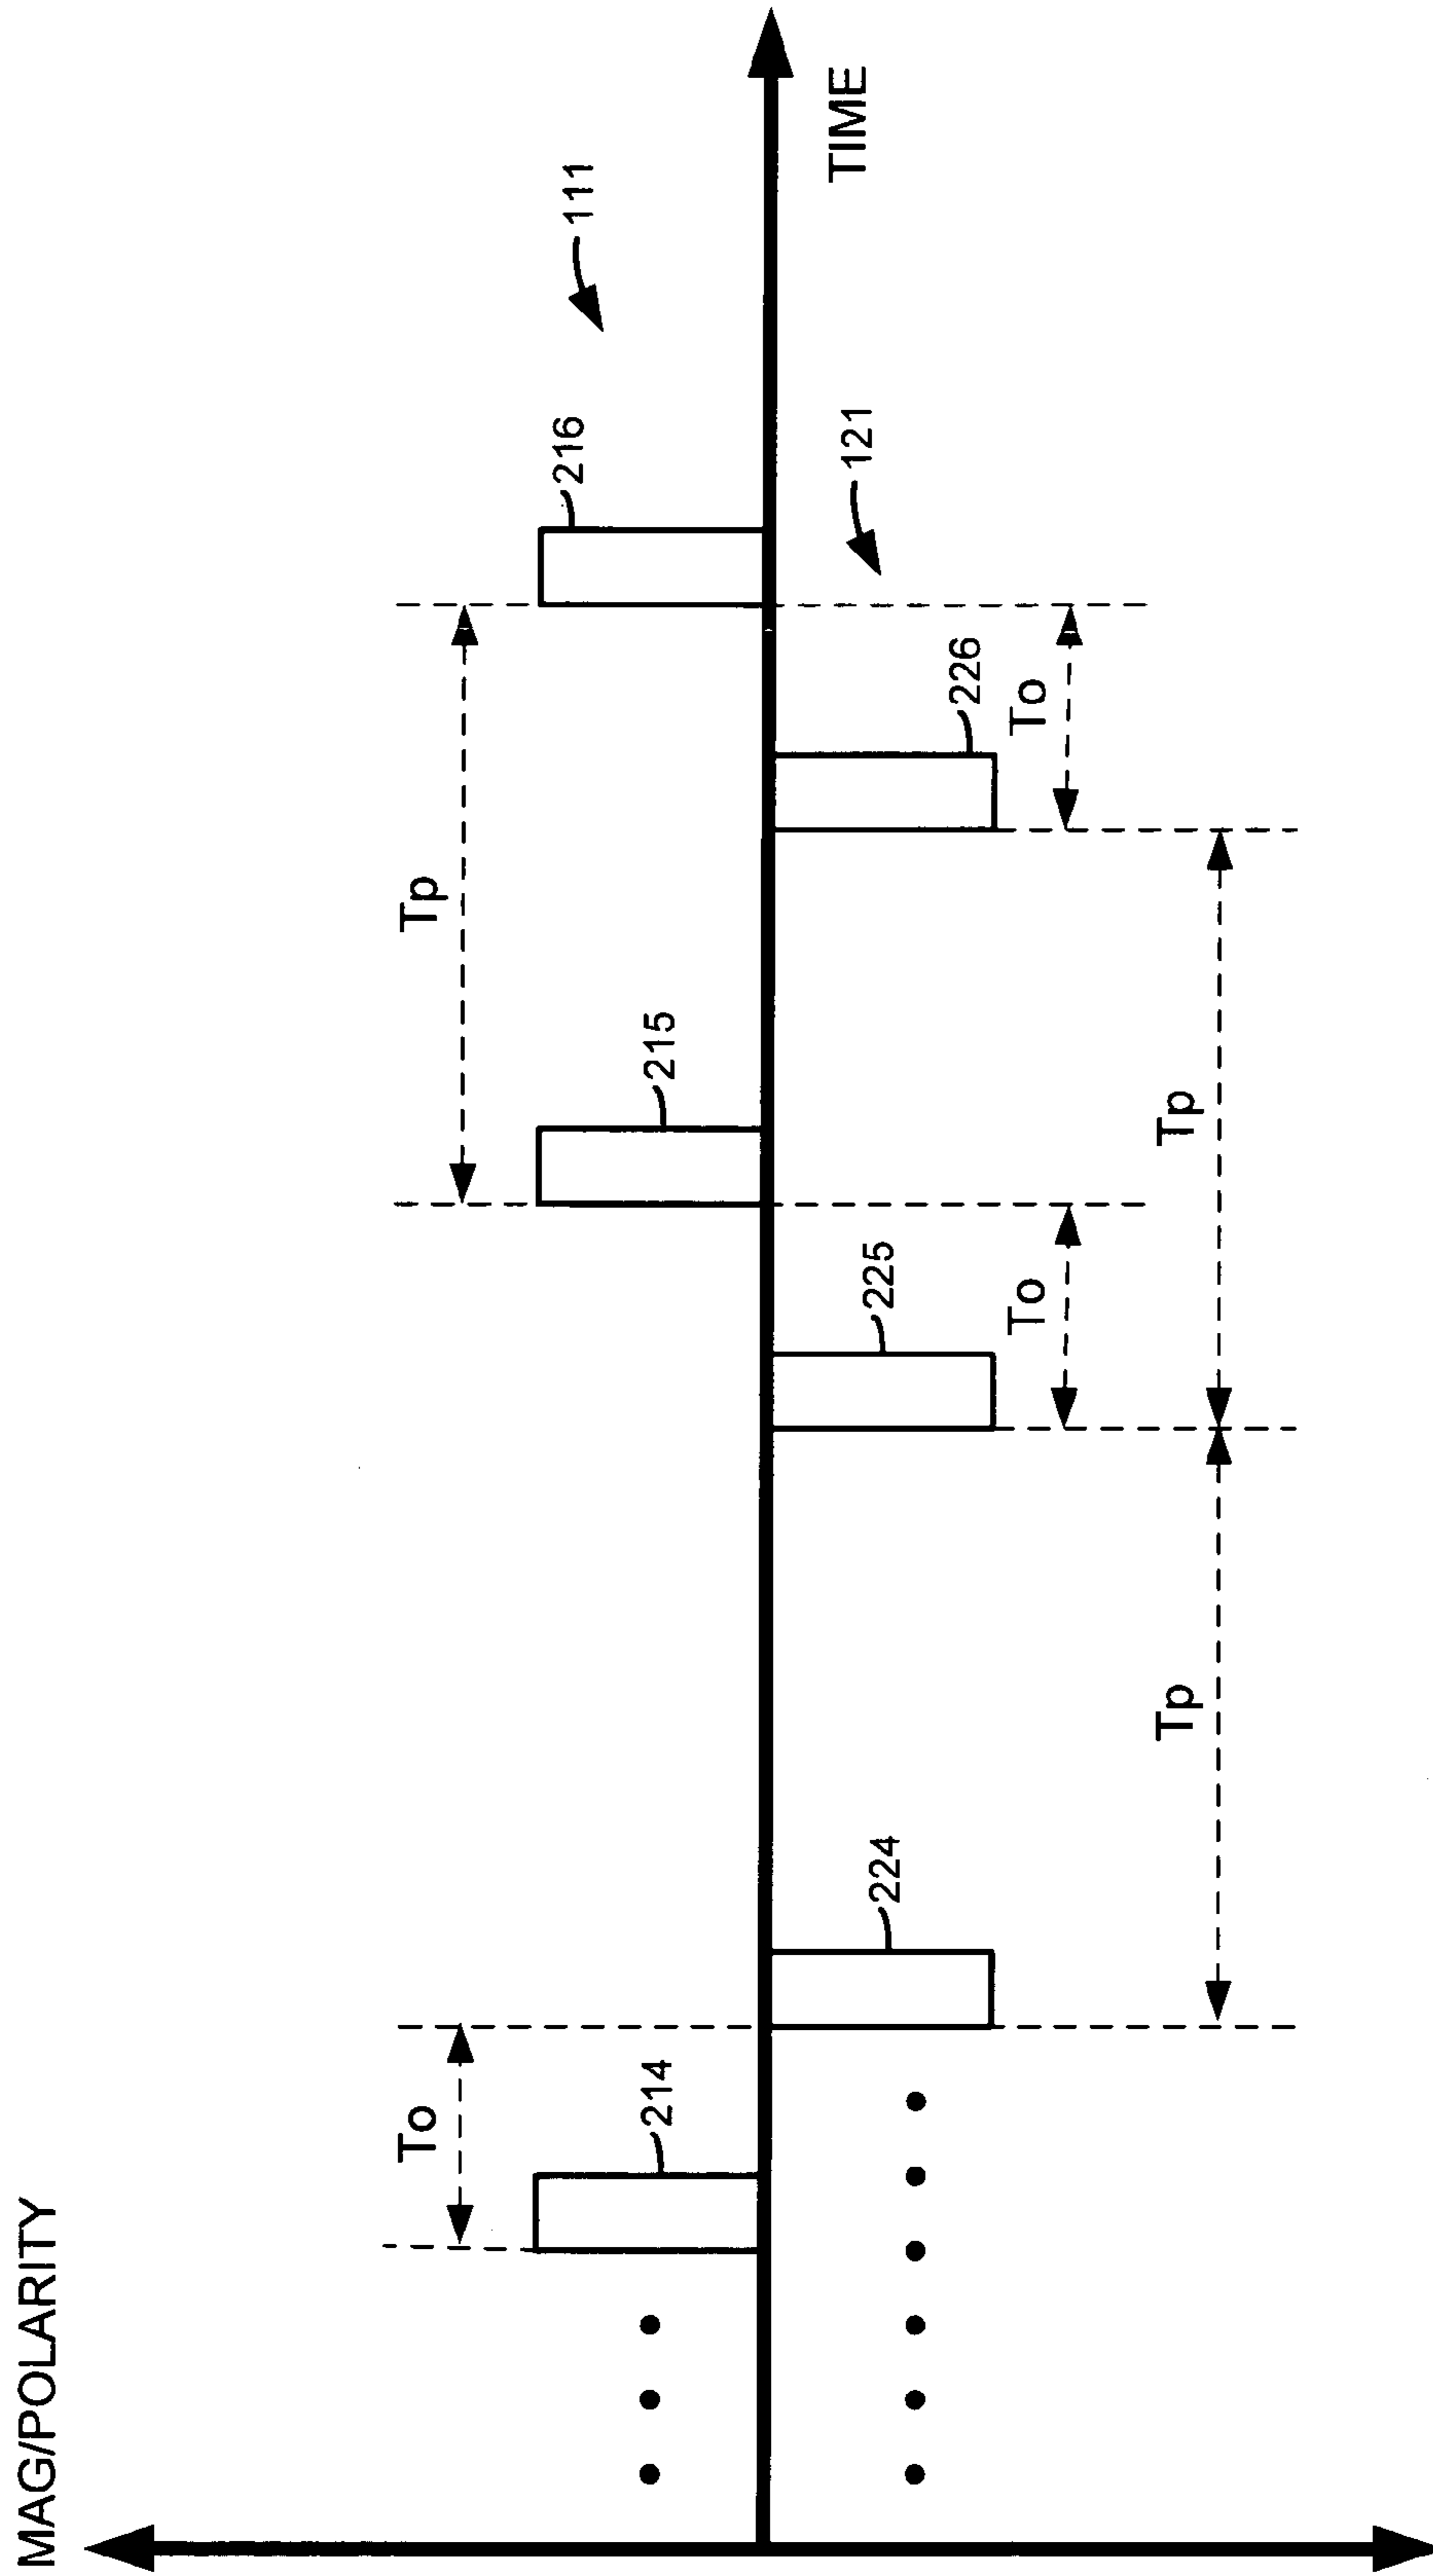 MAG/POLARITY
To
Tp
111
214
215
216
TIME
224
225
226
121
To
To
Tp
Tp